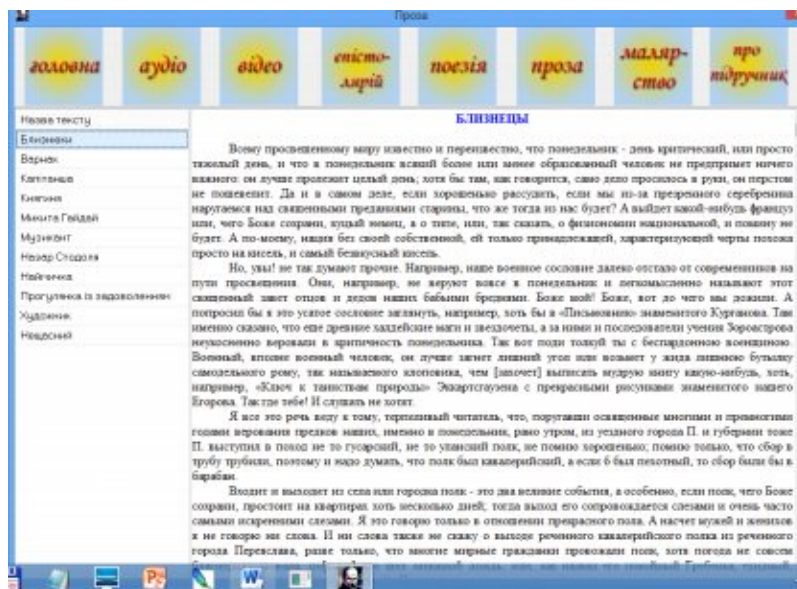 Проза
головна
аудіо
відео
епісто-
лярій
поезія
проза
маляр-
ство
про
підручник
Назва тексту
Близнюки
Варнак
Капітанша
Княгиня
Микита Гайдай
Музикант
Назар Стодоля
Наймичка
Прогулянка із задоволенням
Художник
Нещасний
БЛИЗНЕЦЫ
Всему просвещенному миру известно и переизвестно, что понедельник - день критический, или просто
тяжелый день, и что в понедельник всякий более или менее образованный человек не предпримет ничего
важного: он лучше пролежит целый день; хотя бы там, как говорится, само дело просилось в руки, он перстом
не пошевелит. Да и в самом деле, если хорошенько рассудить, если мы из-за презренного серебреника
наругаемся над священными преданиями старины, что же тогда из нас будет? А выйдет какой-нибудь француз
или, чего Боже сохрани, куцый немец, а о типе, или, так сказать, о физиономии национальной, и помину не
будет. А по-моему, нация без своей собственной, ей только принадлежащей, характеризующей черты похожа
просто на кисель, и самый безвкусный кисель.
Но, увы! не так думают прочие. Например, наше военное сословие далеко отстало от современников на
пути просвещения. Они, например, не веруют вовсе в понедельник и легкомысленно называют этот
священный завет отцов и дедов наших бабьими бреднями. Боже мой! Боже, вот до чего мы дожили. А
попросил бы я это усатое сословие заглянуть, например, хоть бы в «Письмовник» знаменитого Курганова. Там
именно сказано, что еще древние халдейские маги и звездочеты, а за ними и последователи учения Зороастрова
неукосненно веровали в критичность понедельника. Так вот поди толкуй ты с беспардонною военщиною.
Военный, вполне военный человек, он лучше загнет лишний угол или возьмет у жида лишнюю бутылку
самодельного рому, так называемого клоповника, чем [захочет] выписать мудрую книгу какую-нибудь, хоть,
например, «Ключ к таинствам природы» Эккартсгаузена с прекрасными рисунками знаменитого нашего
Егорова. Так где тебе! И слушать не хотят.
Я все это речь веду к тому, терпеливый читатель, что, поругавши освященные многими и премногими
годами верования предков наших, именно в понедельник, рано утром, из уездного города П. и губернии тоже
П. выступил в поход не то гусарский, не то уланский полк, не помню хорошенько; помню только, что сбор в
трубу трубили, поэтому и надо думать, что полк был кавалерийский, а если б был пехотный, то сбор били бы в
барабан.
Входит и выходит из села или городка полк - это два великие события, а особенно, если полк, чего Боже
сохрани, простоит на квартирах хоть несколько дней; тогда выход его сопровождается слезами и очень часто
самыми искренними слезами. Я это говорю только в отношении прекрасного пола. А насчет мужей и женихов
я не говорю ни слова. И ни слова также не скажу о выходе реченного кавалерийского полка из реченного
города Переяслава, разве только, что многие мирные гражданки провожали полк, хотя погода не совсем